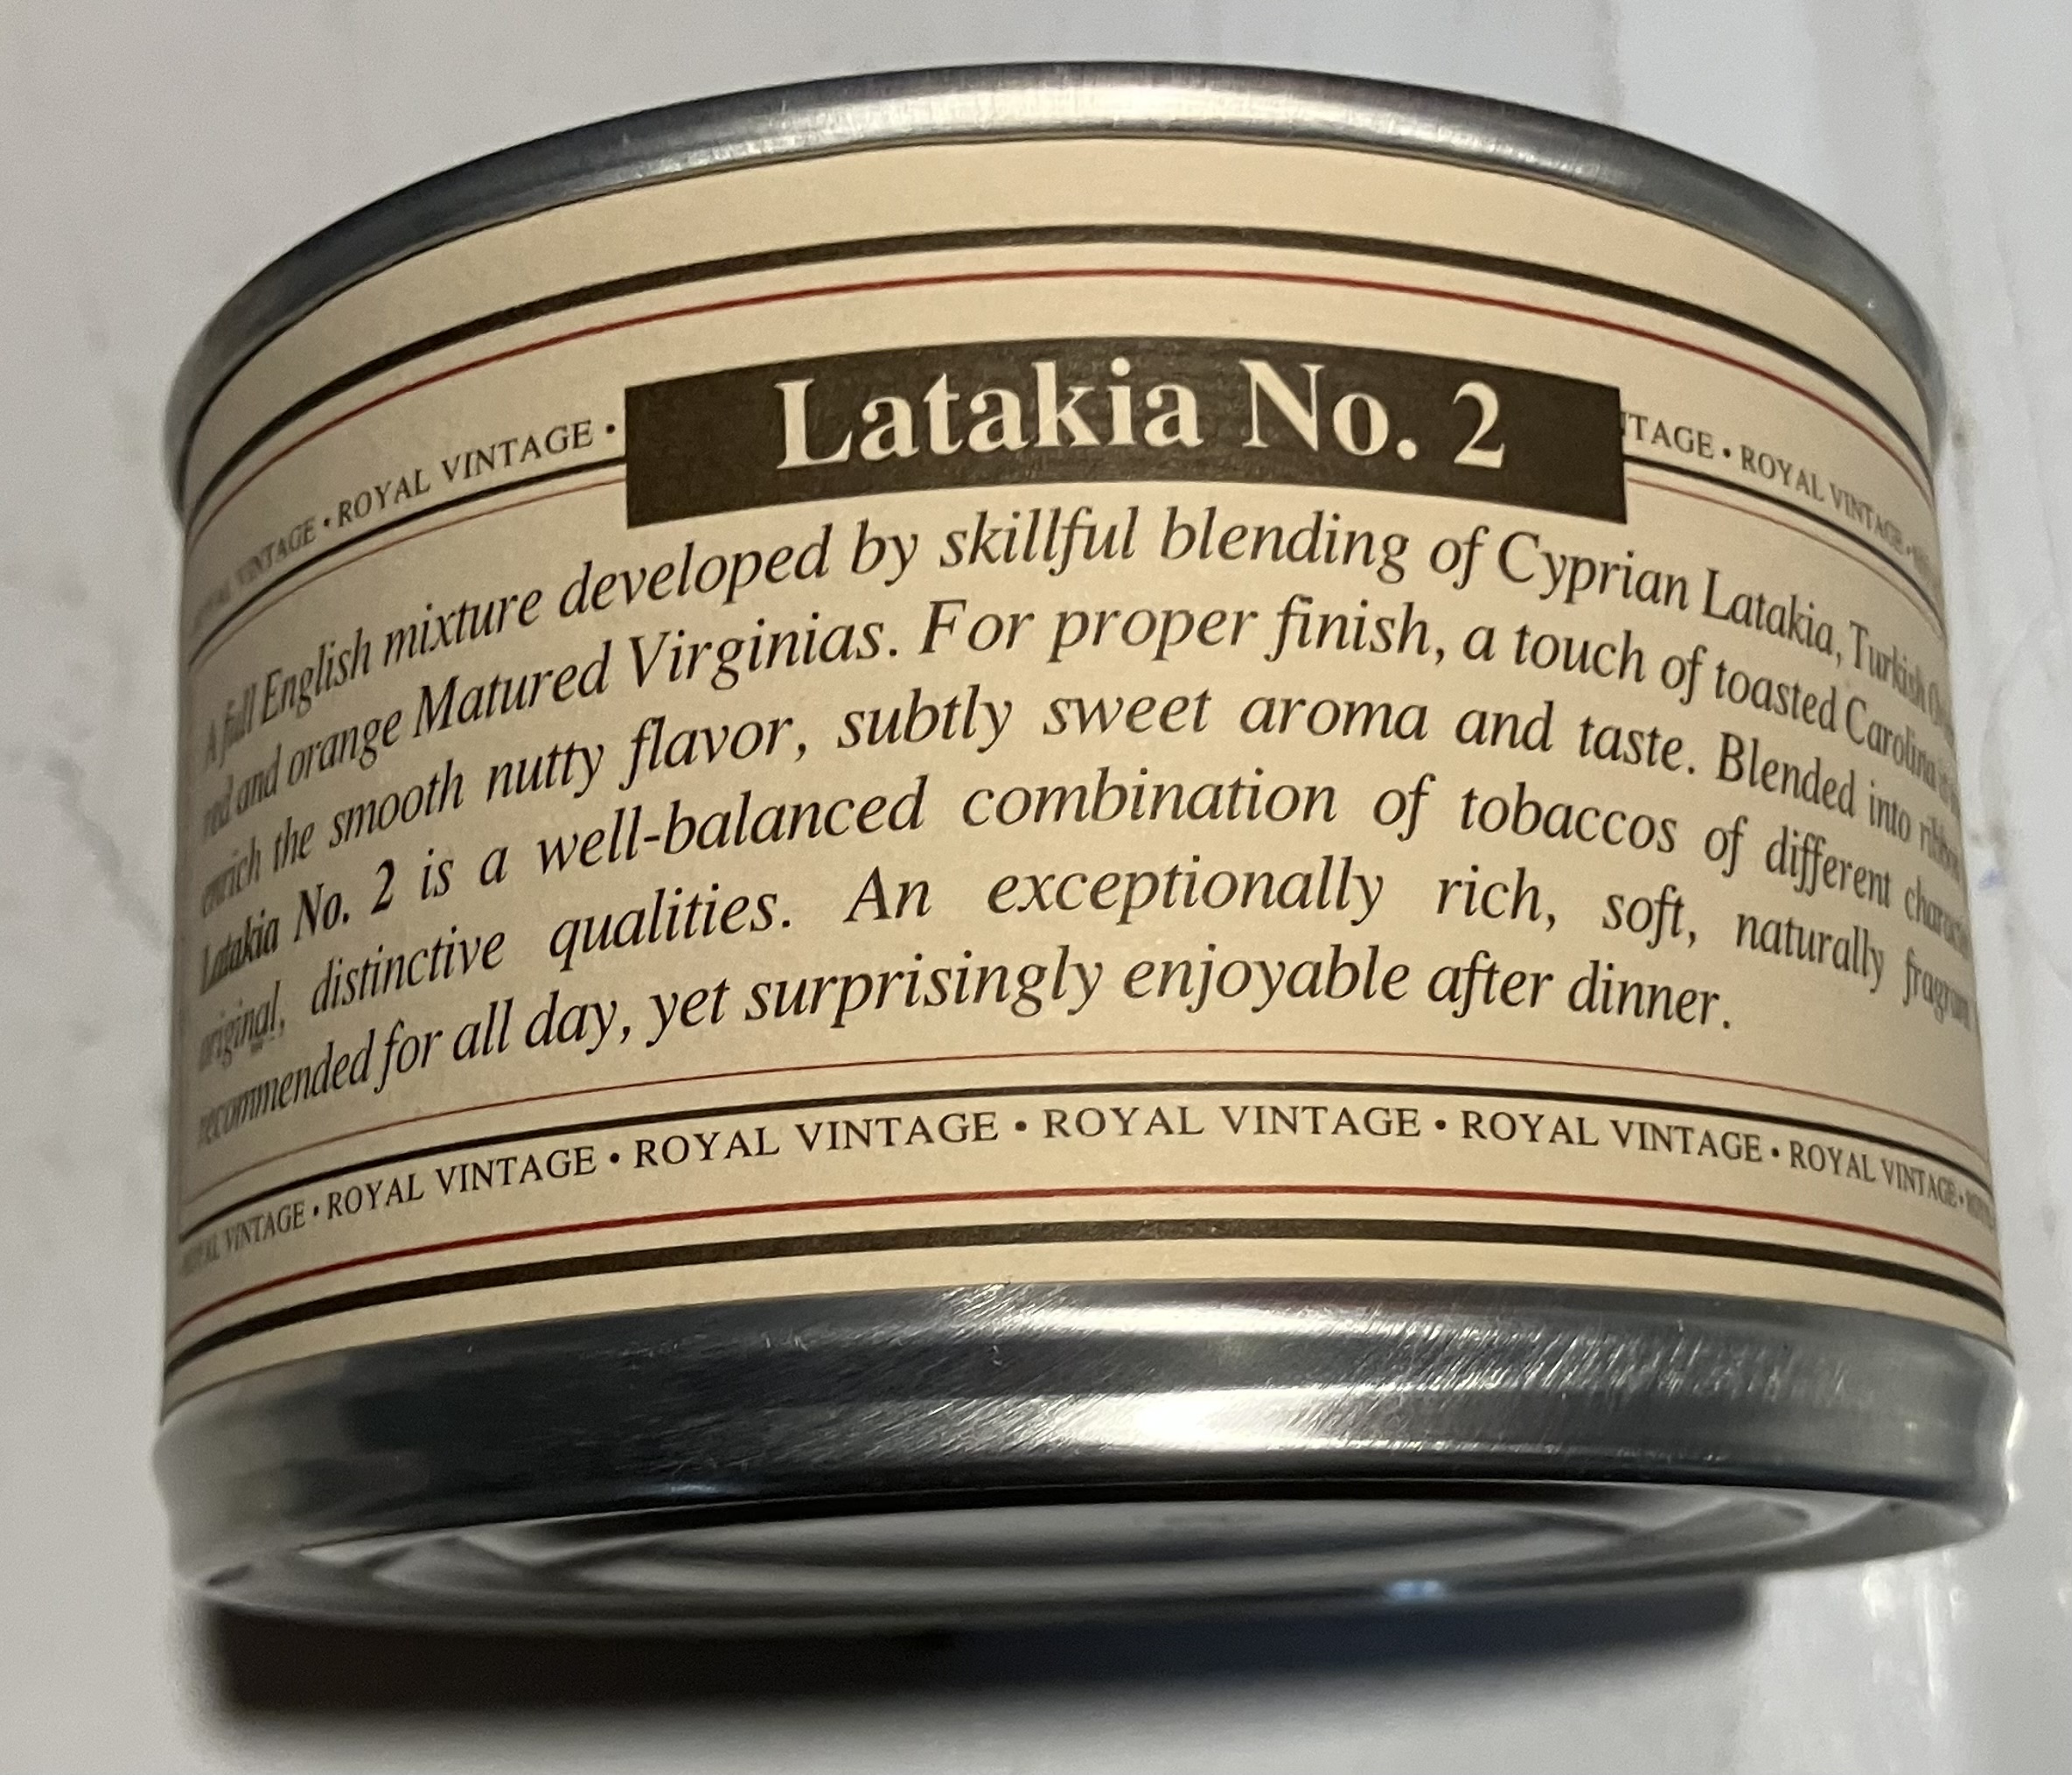 Latakia No. 2
VINTAGE • ROYAL VINTAGE •
TAGE • ROYAL VINTAGE •
A full English mixture developed by skillful blending of Cyprian Latakia, Turkish
red and orange Matured Virginias. For proper finish, a touch of toasted Carolina
enrich the smooth nutty flavor, subtly sweet aroma and taste. Blended into
Latakia No. 2 is a well-balanced combination of tobaccos of different
original, distinctive qualities. An exceptionally rich, soft, naturally
recommended for all day, yet surprisingly enjoyable after dinner.
ROYAL VINTAGE • ROYAL VINTAGE • ROYAL VINTAGE • ROYAL VINTAGE • ROYAL VINTAGE • ROYAL VINTAGE •